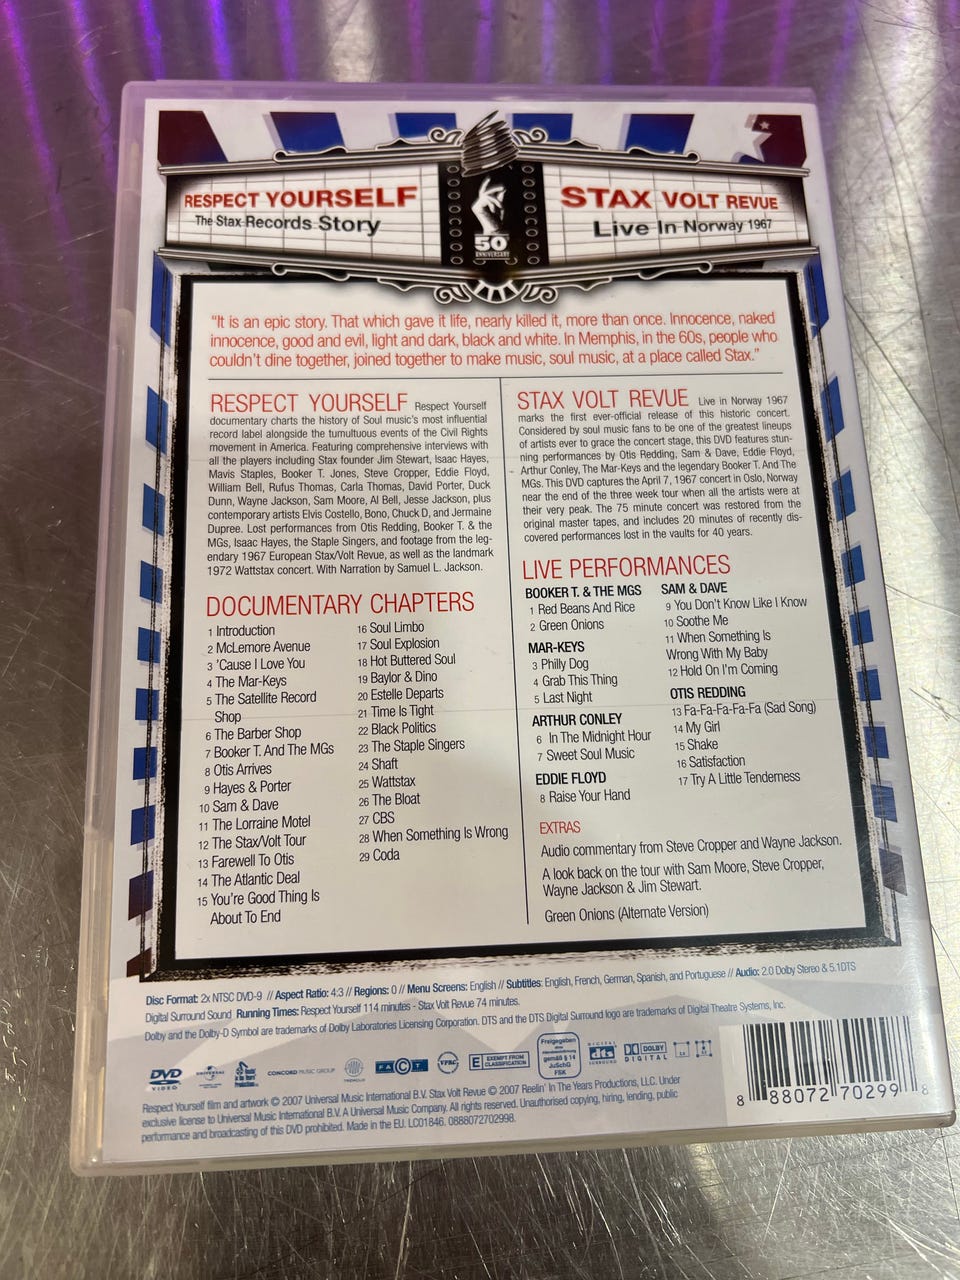 RESPECT YOURSELF
The Stax Records Story
50
ANNIVERSARY
STAX VOLT REVUE
Live In Norway 1967
"It is an epic story. That which gave it life, nearly killed it, more than once. Innocence, naked
innocence, good and evil, light and dark, black and white. In Memphis, in the 60s, people who
couldn't dine together, joined together to make music, soul music, at a place called Stax."
RESPECT YOURSELF Respect Yourself
documentary charts the history of Soul music's most influential
record label alongside the tumultuous events of the Civil Rights
movement in America. Featuring comprehensive interviews with
all the players including Stax founder Jim Stewart, Isaac Hayes,
Mavis Staples, Booker T. Jones, Steve Cropper, Eddie Floyd,
William Bell, Rufus Thomas, Carla Thomas, David Porter, Duck
Dunn, Wayne Jackson, Sam Moore, Al Bell, Jesse Jackson, plus
contemporary artists Elvis Costello, Bono, Chuck D, and Jermaine
Dupree. Lost performances from Otis Redding, Booker T. & the
MGs, Isaac Hayes, the Staple Singers, and footage from the leg-
endary 1967 European Stax/Volt Revue, as well as the landmark
1972 Wattstax concert. With Narration by Samuel L. Jackson.
DOCUMENTARY CHAPTERS
1 Introduction
2 McLemore Avenue
3 'Cause I Love You
4 The Mar-Keys
5 The Satellite Record
Shop
6 The Barber Shop
7 Booker T. And The MGs
8 Otis Arrives
9 Hayes & Porter
10 Sam & Dave
11 The Lorraine Motel
12 The Stax/Volt Tour
13 Farewell To Otis
14 The Atlantic Deal
15 You're Good Thing Is
About To End
16 Soul Limbo
17 Soul Explosion
18 Hot Buttered Soul
19 Baylor & Dino
20 Estelle Departs
21 Time Is Tight
22 Black Politics
23 The Staple Singers
24 Shaft
25 Wattstax
26 The Bloat
27 CBS
28 When Something Is Wrong
29 Coda
STAX VOLT REVUE Live in Norway 1967
marks the first ever-official release of this historic concert.
Considered by soul music fans to be one of the greatest lineups
of artists ever to grace the concert stage, this DVD features stun-
ning performances by Otis Redding, Sam & Dave, Eddie Floyd,
Arthur Conley, The Mar-Keys and the legendary Booker T. And The
MGs. This DVD captures the April 7, 1967 concert in Oslo, Norway
near the end of the three week tour when all the artists were at
their very peak. The 75 minute concert was restored from the
original master tapes, and includes 20 minutes of recently dis-
covered performances lost in the vaults for 40 years.
LIVE PERFORMANCES
BOOKER T. & THE MGS
1 Red Beans And Rice
2 Green Onions
MAR-KEYS
3 Philly Dog
4 Grab This Thing
5 Last Night
ARTHUR CONLEY
6 In The Midnight Hour
7 Sweet Soul Music
EDDIE FLOYD
8 Raise Your Hand
SAM & DAVE
9 You Don't Know Like I Know
10 Soothe Me
11 When Something Is
Wrong With My Baby
12 Hold On I'm Coming
OTIS REDDING
13 Fa-Fa-Fa-Fa-Fa (Sad Song)
14 My Girl
15 Shake
16 Satisfaction
17 Try A Little Tenderness
EXTRAS
Audio commentary from Steve Cropper and Wayne Jackson.
A look back on the tour with Sam Moore, Steve Cropper,
Wayne Jackson & Jim Stewart.
Green Onions (Alternate Version)
Disc Format: 2x NTSC DVD-9 // Aspect Ratio: 4:3 // Regions: 0 // Menu Screens: English // Subtitles: English, French, German, Spanish, and Portuguese // Audio: 2.0 Dolby Stereo & 5.1DTS
Digital Surround Sound Running Times: Respect Yourself 114 minutes - Stax Volt Revue 74 minutes.
Dolby and the Dolby-D Symbol are trademarks of Dolby Laboratories Licensing Corporation. DTS and the DTS Digital Surround logo are trademarks of Digital Theatre Systems, Inc.
DVD
VIDEO
UNIVERSAL
CONCORD MUSIC GROUP
TREMOLO
FACT
VPRC
E EXEMPT FROM
CLASSIFICATION
Freigegeben
ohne
Altersbeschränkung
gemäß § 14
JuSchG
FSK
DIGITAL
dts
SURROUND
DOLBY
DIGITAL
8 88072 70299 8
Respect Yourself film and artwork © 2007 Universal Music International B.V. Stax Volt Revue © 2007 Reelin' In The Years Productions, LLC. Under
exclusive license to Universal Music International B.V. A Universal Music Company. All rights reserved. Unauthorised copying, hiring, lending, public
performance and broadcasting of this DVD prohibited. Made in the EU. LC01846. 0888072702998.